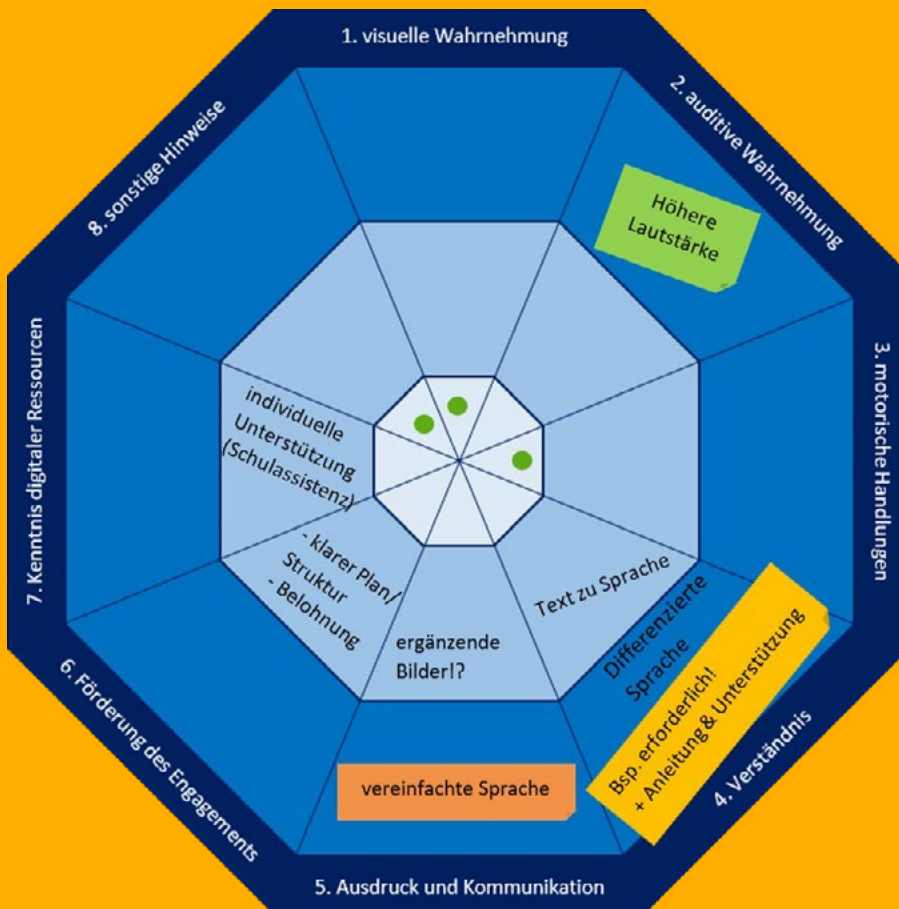 1. visuelle Wahrnehmung
2. auditive Wahrnehmung
Höhere
Lautstärke
3. motorische Handlungen
4. Verständnis
Text zu Sprache
Differenzierte
Sprache
Bsp. erforderlich!
+ Anleitung & Unterstützung
5. Ausdruck und Kommunikation
ergänzende
Bilder!?
vereinfachte Sprache
6. Förderung des Engagements
- klarer Plan/
Struktur
- Belohnung
7. Kenntnis digitaler Ressourcen
individuelle
Unterstützung
(Schulassistenz)
8. sonstige Hinweise